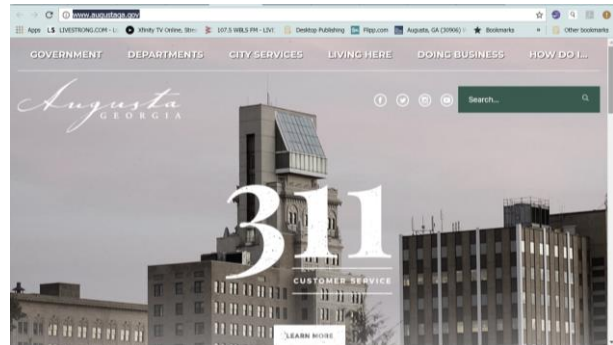 www.augustaga.gov
Apps LIVESTRONG.COM - Xfinity TV Online, 107.5 WBLS FM - LIVE Desktop Publishing Flipp.com Augusta, GA (30906) Bookmarks » Other bookmarks
GOVERNMENT DEPARTMENTS CITY SERVICES LIVING HERE DOING BUSINESS HOW DO I...
Augusta
GEORGIA
Search...
311
CUSTOMER SERVICE
LEARN MORE